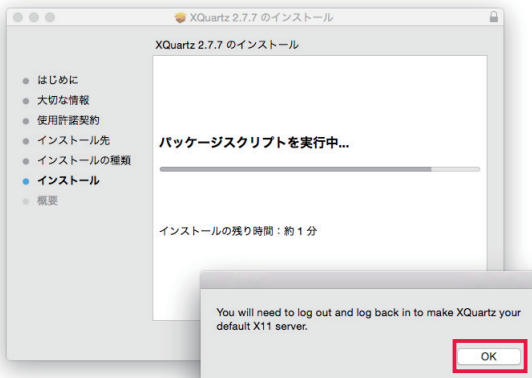 XQuartz 2.7.7 のインストール
XQuartz 2.7.7 のインストール
はじめに
大切な情報
使用許諾契約
インストール先
インストールの種類
インストール
概要
パッケージスクリプトを実行中...
インストールの残り時間：約 1 分
You will need to log out and log back in to make XQuartz your
default X11 server.
OK